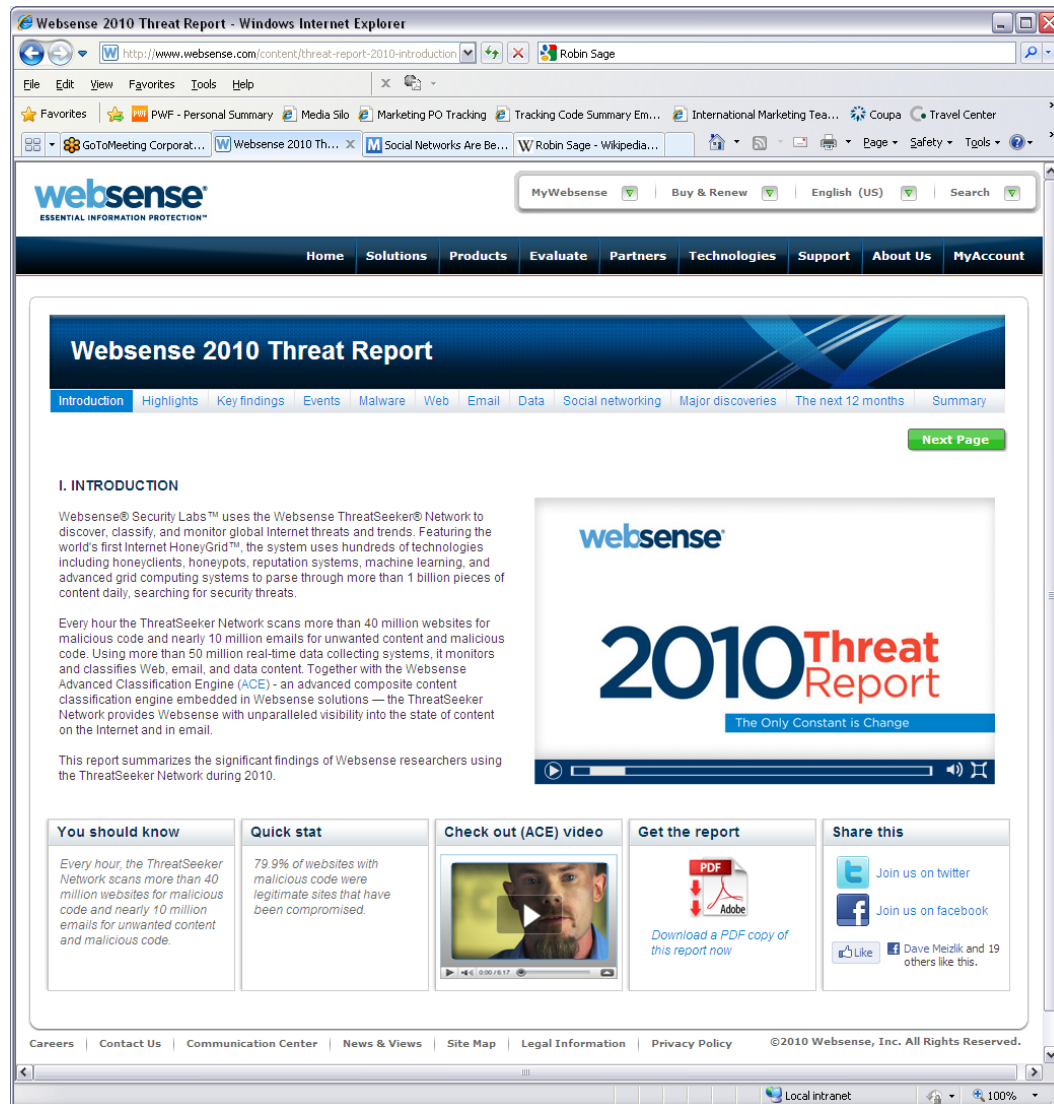 Websense 2010 Threat Report - Windows Internet Explorer
http://www.websense.com/content/threat-report-2010-introduction
Robin Sage
File Edit View Favorites Tools Help
Favorites PWF - Personal Summary Media Silo Marketing PO Tracking Tracking Code Summary Em... International Marketing Tea... Coupa Travel Center
GoToMeeting Corporat... Websense 2010 Th... Social Networks Are Be... Robin Sage - Wikipedia... Page Safety Tools
websense
ESSENTIAL INFORMATION PROTECTION™
MyWebsense Buy & Renew English (US) Search
Home Solutions Products Evaluate Partners Technologies Support About Us MyAccount
Websense 2010 Threat Report
Introduction Highlights Key findings Events Malware Web Email Data Social networking Major discoveries The next 12 months Summary
Next Page
I. INTRODUCTION
Websense® Security Labs™ uses the Websense ThreatSeeker® Network to
discover, classify, and monitor global Internet threats and trends. Featuring the
world's first Internet HoneyGrid™, the system uses hundreds of technologies
including honeyclients, honeypots, reputation systems, machine learning, and
advanced grid computing systems to parse through more than 1 billion pieces of
content daily, searching for security threats.
Every hour the ThreatSeeker Network scans more than 40 million websites for
malicious code and nearly 10 million emails for unwanted content and malicious
code. Using more than 50 million real-time data collecting systems, it monitors
and classifies Web, email, and data content. Together with the Websense
Advanced Classification Engine (ACE) - an advanced composite content
classification engine embedded in Websense solutions — the ThreatSeeker
Network provides Websense with unparalleled visibility into the state of content
on the Internet and in email.
This report summarizes the significant findings of Websense researchers using
the ThreatSeeker Network during 2010.
websense
2010 Threat
Report
The Only Constant is Change
You should know
Every hour, the ThreatSeeker
Network scans more than 40
million websites for malicious
code and nearly 10 million
emails for unwanted content
and malicious code.
Quick stat
79.9% of websites with
malicious code were
legitimate sites that have
been compromised.
Check out (ACE) video
0:00 / 6:17
Get the report
PDF
Adobe
Download a PDF copy of
this report now
Share this
Join us on twitter
Join us on facebook
Like
Dave Meizlik and 19
others like this.
Careers Contact Us Communication Center News & Views Site Map Legal Information Privacy Policy ©2010 Websense, Inc. All Rights Reserved.
Local intranet 100%